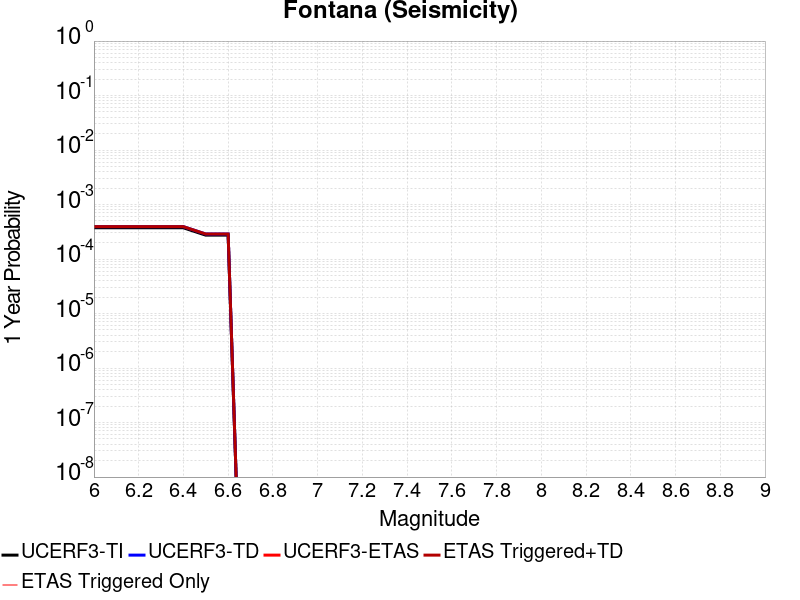 Fontana (Seismicity)
10^0
10^-1
10^-2
10^-3
10^-4
10^-5
10^-6
10^-7
10^-8
1 Year Probability
6 6.2 6.4 6.6 6.8 7 7.2 7.4 7.6 7.8 8 8.2 8.4 8.6 8.8 9
Magnitude
UCERF3-TI UCERF3-TD UCERF3-ETAS ETAS Triggered+TD
ETAS Triggered Only